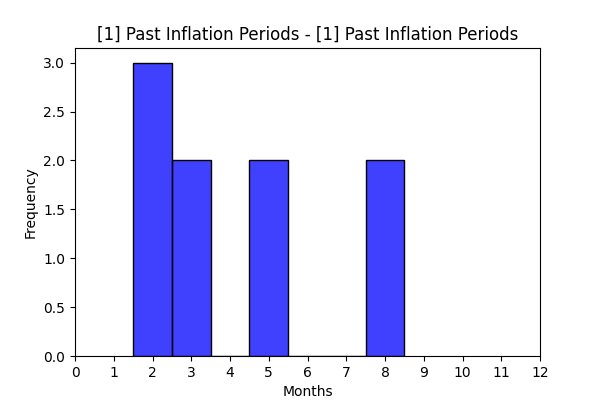 [1] Past Inflation Periods - [1] Past Inflation Periods
3.0
2.5
2.0
1.5
1.0
0.5
0.0
Frequency
0 1 2 3 4 5 6 7 8 9 10 11 12
Months